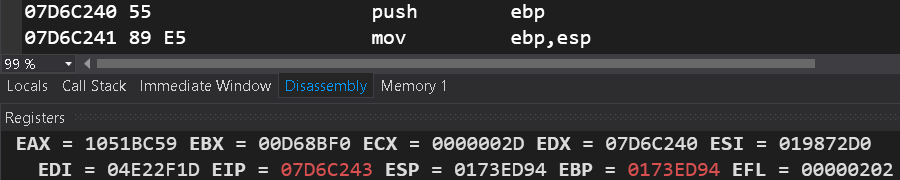 07D6C240 55 push ebp
07D6C241 89 E5 mov ebp,esp
99 %
Locals Call Stack Immediate Window Disassembly Memory 1
Registers
EAX = 1051BC59 EBX = 00D68BF0 ECX = 0000002D EDX = 07D6C240 ESI = 019872D0
EDI = 04E22F1D EIP = 07D6C243 ESP = 0173ED94 EBP = 0173ED94 EFL = 00000202